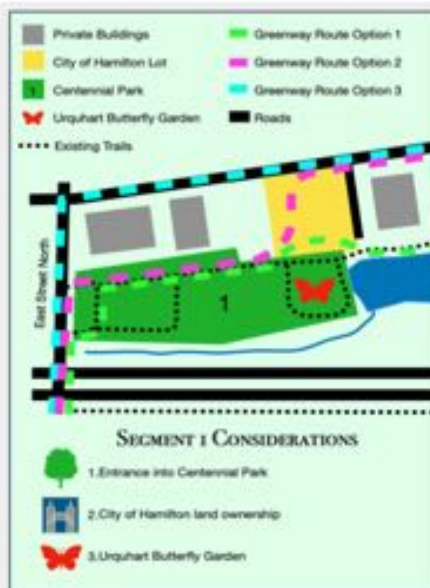 Private Buildings
City of Hamilton Lot
1 Centennial Park
Urquhart Butterfly Garden
Existing Trails
Greenway Route Option 1
Greenway Route Option 2
Greenway Route Option 3
Roads
East Street North
1
SEGMENT 1 CONSIDERATIONS
1.Entrance into Centennial Park
2.City of Hamilton land ownership
3.Urquhart Butterfly Garden